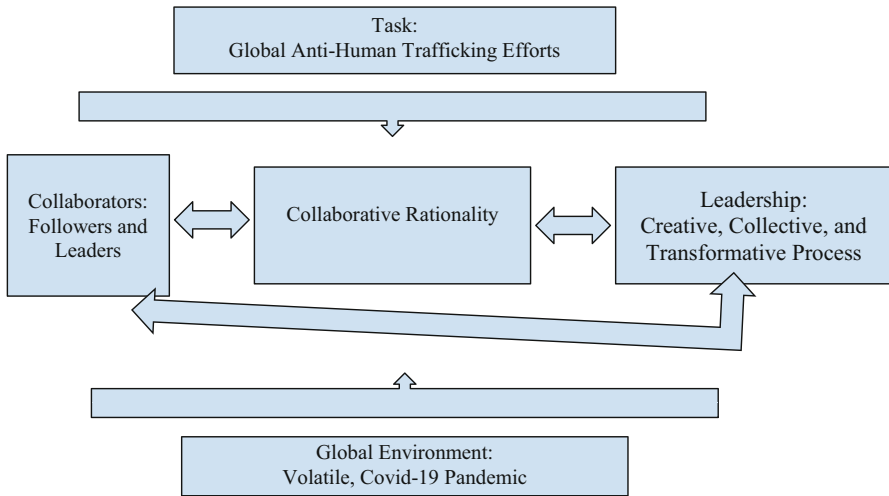 Task:
Global Anti-Human Trafficking Efforts
Collaborators:
Followers and
Leaders
Collaborative Rationality
Leadership:
Creative, Collective, and
Transformative Process
Global Environment:
Volatile, Covid-19 Pandemic